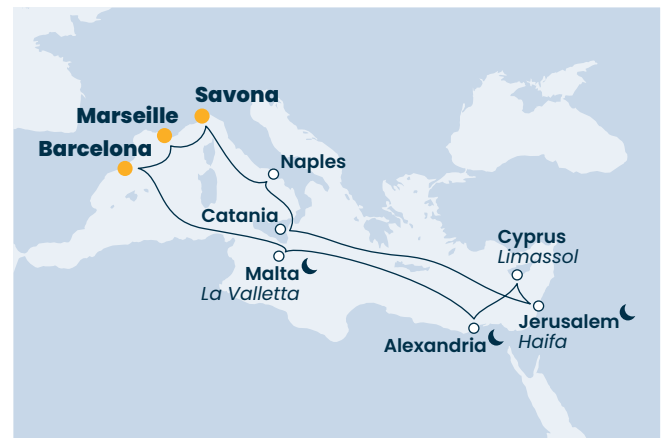 Savona
Marseille
Barcelona
Naples
Catania
Cyprus
Limassol
Malta
La Valletta
Jerusalem
Haifa
Alexandria